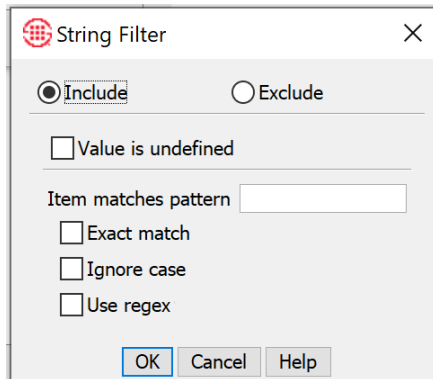 String Filter
Include Exclude
Value is undefined
Item matches pattern
Exact match
Ignore case
Use regex
OK Cancel Help